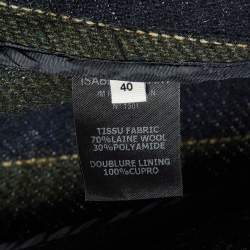 40
TISSU FABRIC
70%LAINE WOOL
30%POLYAMIDE
DOUBLURE LINING
100%CUPRO